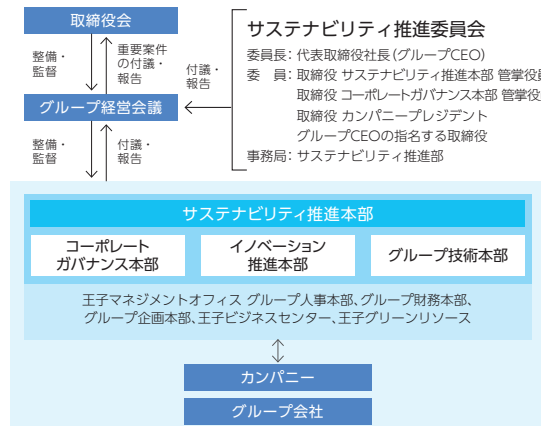 取締役会
整備・
監督
重要案件
の付議・
報告
グループ経営会議
整備・
監督
付議・
報告
付議・
報告
サステナビリティ推進委員会
委員長：代表取締役社長（グループCEO）
委　員：取締役 サステナビリティ推進本部 管掌役
取締役 コーポレートガバナンス本部 管掌役
取締役 カンパニープレジデント
グループCEOの指名する取締役
事務局：サステナビリティ推進部
サステナビリティ推進本部
コーポレート
ガバナンス本部
イノベーション
推進本部
グループ技術本部
王子マネジメントオフィス グループ人事本部、グループ財務本部、
グループ企画本部、王子ビジネスセンター、王子グリーンリソース
カンパニー
グループ会社